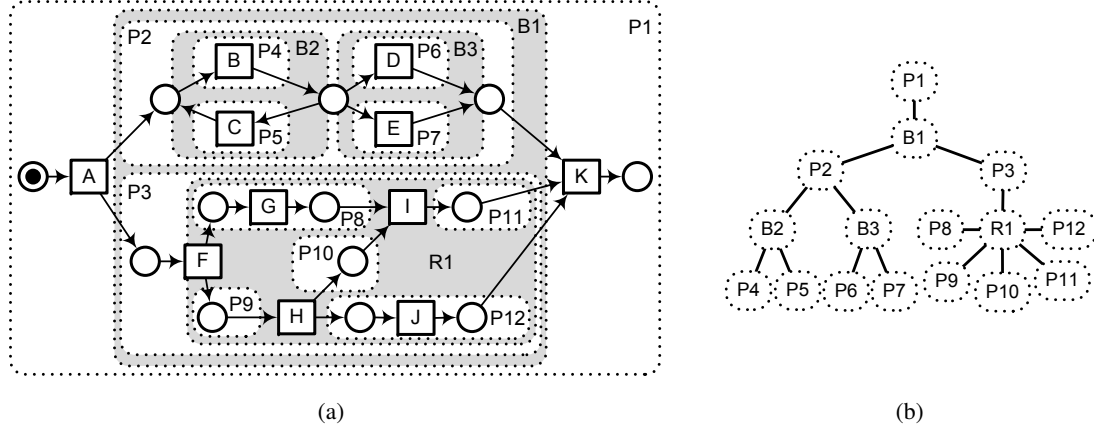 P2 B1 P1
B P4 B2 P6 B3
D
C P5 E P7
A K
P3
G P8 I P11
F P10 R1
P9 H J P12
(a)
P1
B1
P2 P3
B2 B3 P8 R1 P12
P4 P5 P6 P7 P9 P10 P11
(b)